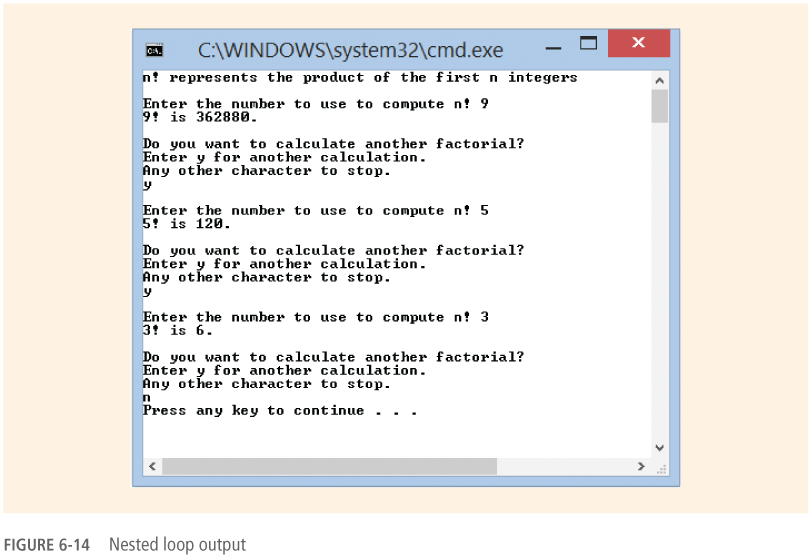 C:\WINDOWS\system32\cmd.exe
n! represents the product of the first n integers
Enter the number to use to compute n! 9
9! is 362880.
Do you want to calculate another factorial?
Enter y for another calculation.
Any other character to stop.
y
Enter the number to use to compute n! 5
5! is 120.
Do you want to calculate another factorial?
Enter y for another calculation.
Any other character to stop.
y
Enter the number to use to compute n! 3
3! is 6.
Do you want to calculate another factorial?
Enter y for another calculation.
Any other character to stop.
n
Press any key to continue . . .
FIGURE 6-14 Nested loop output